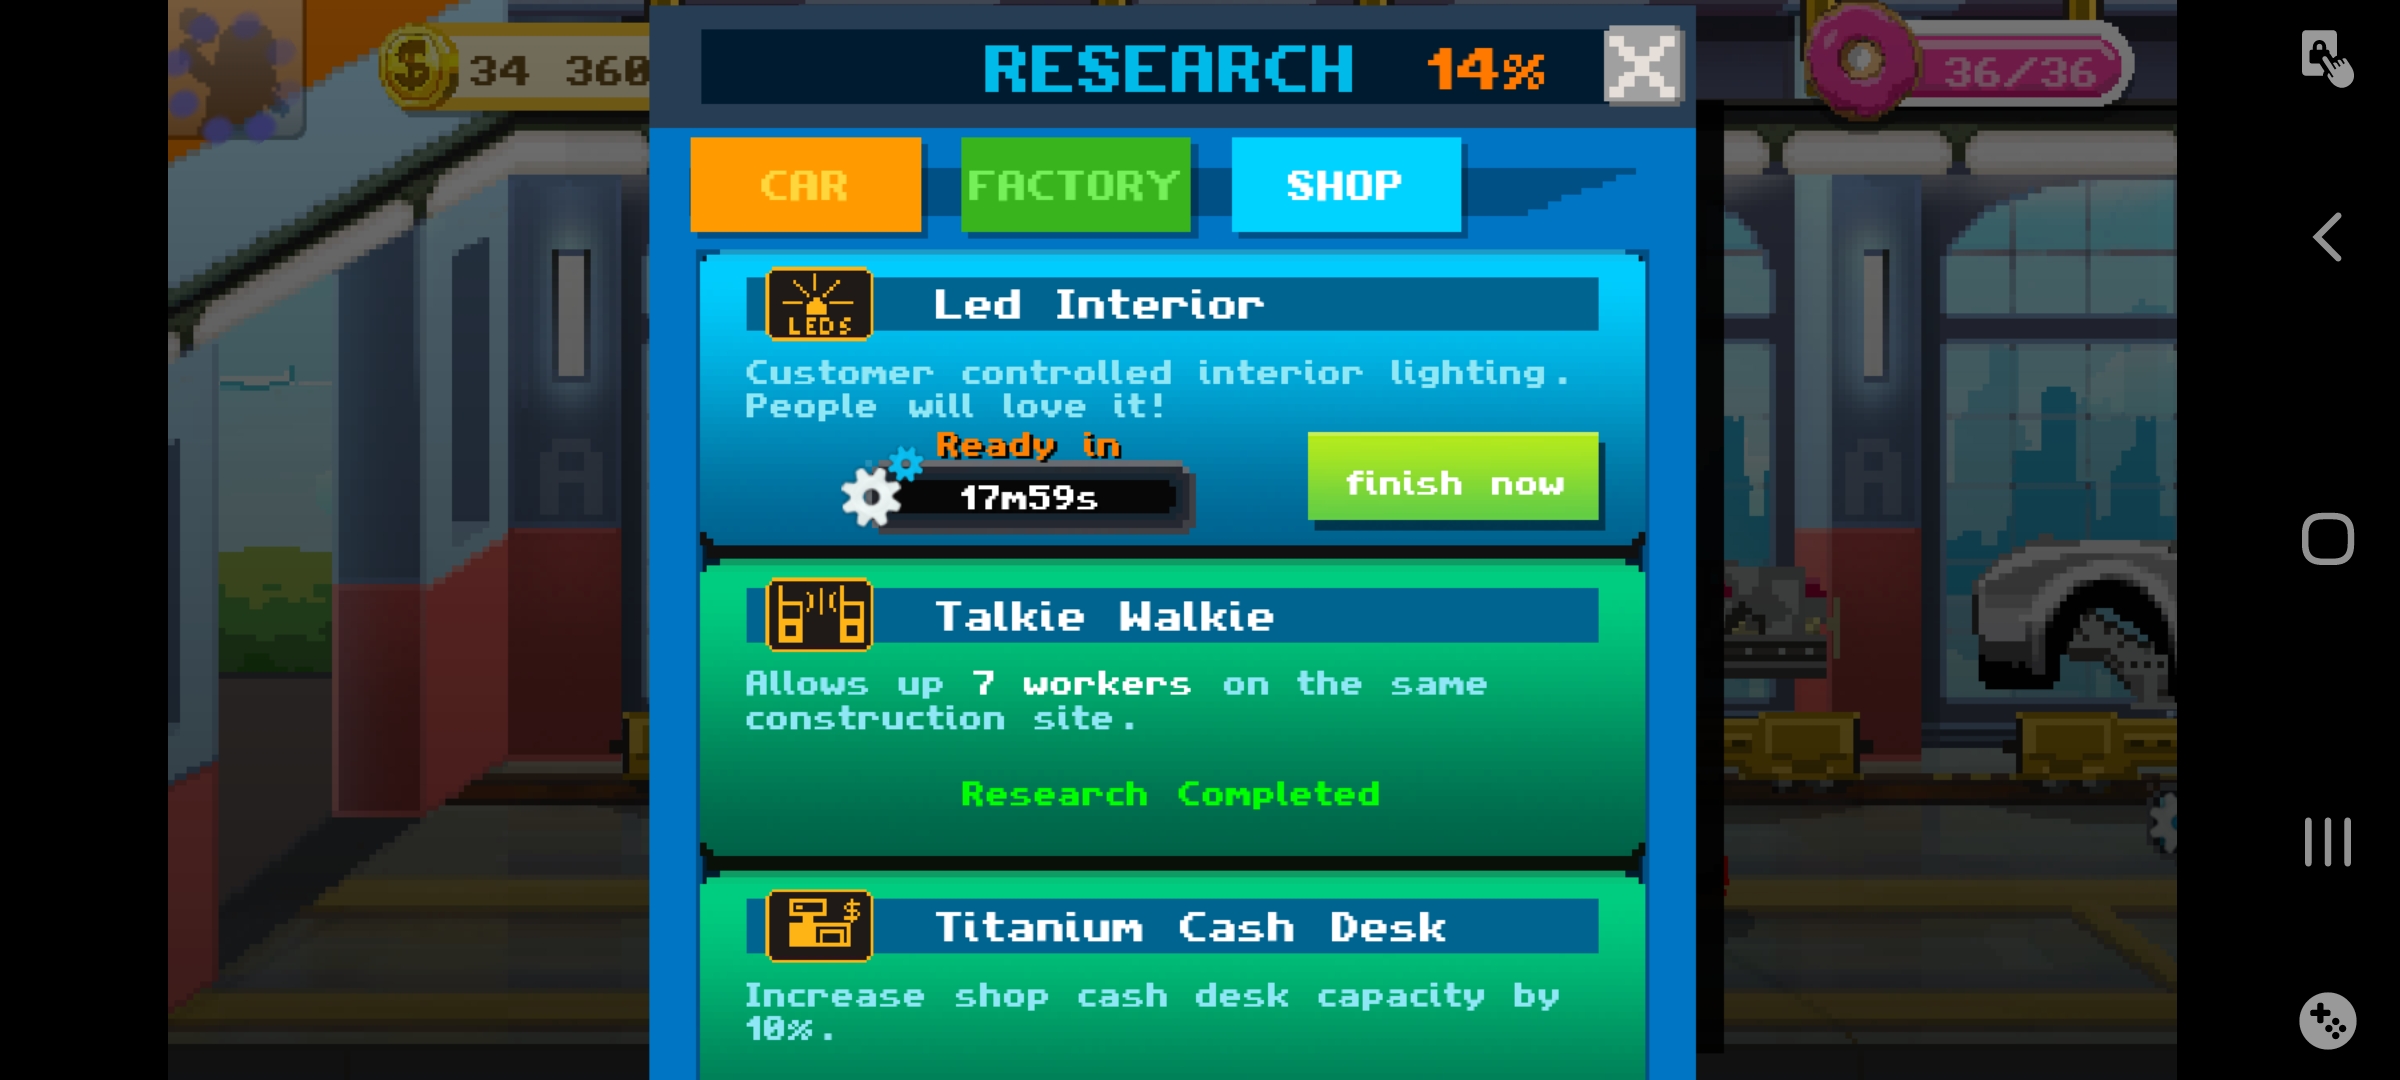 34 360
RESEARCH 14%
36/36
CAR FACTORY SHOP
LEDS
Led Interior
Customer controlled interior lighting.
People will love it!
Ready in
17m59s
finish now
Talkie Walkie
Allows up 7 workers on the same
construction site.
Research Completed
$
Titanium Cash Desk
Increase shop cash desk capacity by
10%.
A
A